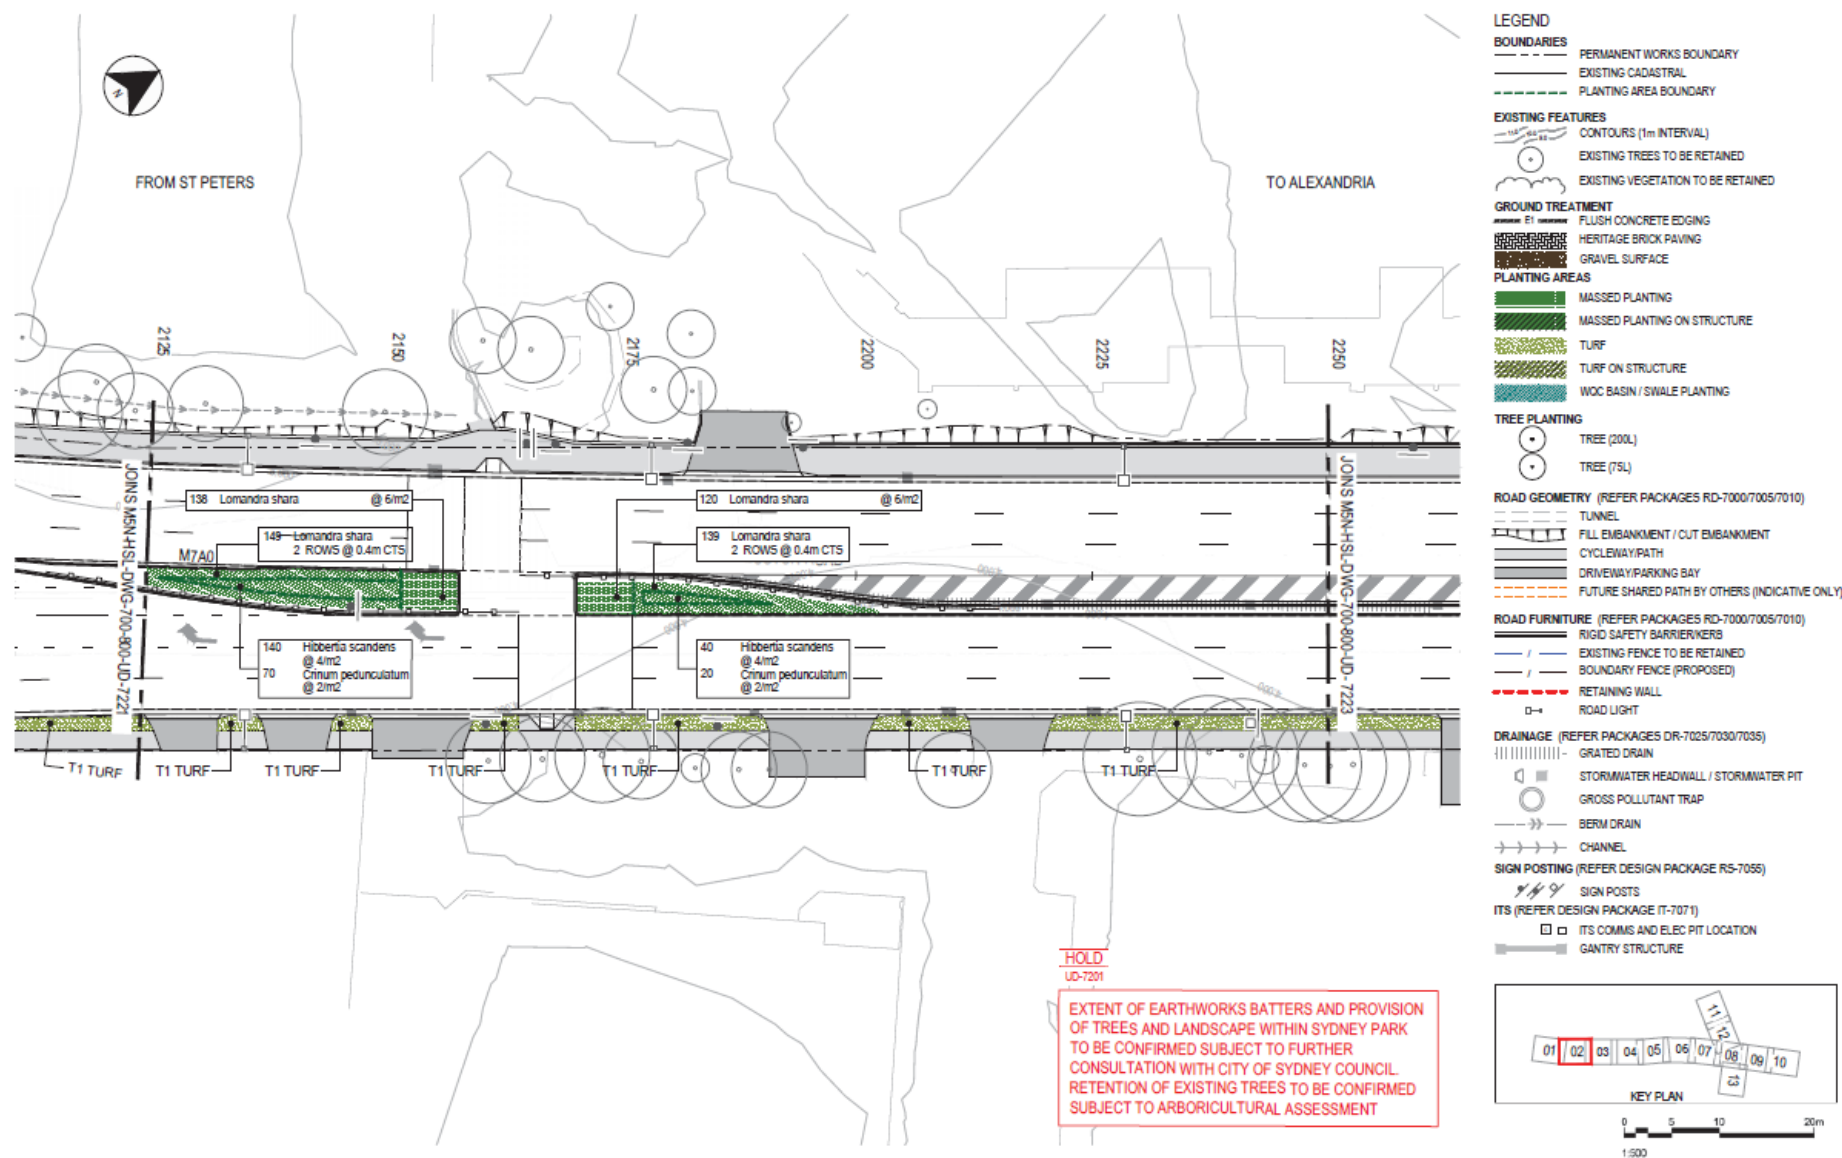 N
FROM ST PETERS
TO ALEXANDRIA
2125
2150
2175
2200
2225
2250
JOINS M5N-HSL-DWG-700-800-UD-7221
JOINS M5N-HSL-DWG-700-800-UD-7223
138 Lomandra shara @ 6/m2
120 Lomandra shara @ 6/m2
149 Lomandra shara
2 ROWS @ 0.4m CTS
139 Lomandra shara
2 ROWS @ 0.4m CTS
M7A0
140 Hibbertia scandens
@ 4/m2
70 Crinum pedunculatum
@ 2/m2
40 Hibbertia scandens
@ 4/m2
20 Crinum pedunculatum
@ 2/m2
T1 TURF
T1 TURF
T1 TURF
T1 TURF
T1 TURF
T1 TURF
T1 TURF
HOLD
UD-7201
EXTENT OF EARTHWORKS BATTERS AND PROVISION
OF TREES AND LANDSCAPE WITHIN SYDNEY PARK
TO BE CONFIRMED SUBJECT TO FURTHER
CONSULTATION WITH CITY OF SYDNEY COUNCIL.
RETENTION OF EXISTING TREES TO BE CONFIRMED
SUBJECT TO ARBORICULTURAL ASSESSMENT
LEGEND
BOUNDARIES
PERMANENT WORKS BOUNDARY
EXISTING CADASTRAL
PLANTING AREA BOUNDARY
EXISTING FEATURES
CONTOURS (1m INTERVAL)
EXISTING TREES TO BE RETAINED
EXISTING VEGETATION TO BE RETAINED
GROUND TREATMENT
E1 FLUSH CONCRETE EDGING
HERITAGE BRICK PAVING
GRAVEL SURFACE
PLANTING AREAS
MASSED PLANTING
MASSED PLANTING ON STRUCTURE
TURF
TURF ON STRUCTURE
WQC BASIN / SWALE PLANTING
TREE PLANTING
TREE (200L)
TREE (75L)
ROAD GEOMETRY (REFER PACKAGES RD-7000/7005/7010)
TUNNEL
FILL EMBANKMENT / CUT EMBANKMENT
CYCLEWAY/PATH
DRIVEWAY/PARKING BAY
FUTURE SHARED PATH BY OTHERS (INDICATIVE ONLY)
ROAD FURNITURE (REFER PACKAGES RD-7000/7005/7010)
RIGID SAFETY BARRIER/KERB
EXISTING FENCE TO BE RETAINED
BOUNDARY FENCE (PROPOSED)
RETAINING WALL
ROAD LIGHT
DRAINAGE (REFER PACKAGES DR-7025/7030/7035)
GRATED DRAIN
STORMWATER HEADWALL / STORMWATER PIT
GROSS POLLUTANT TRAP
BERM DRAIN
CHANNEL
SIGN POSTING (REFER DESIGN PACKAGE RS-7055)
SIGN POSTS
ITS (REFER DESIGN PACKAGE IT-7071)
ITS COMMS AND ELEC PIT LOCATION
GANTRY STRUCTURE
01 02 03 04 05 06 07 08 09 10
11
12
13
KEY PLAN
0 5 10 20m
1:500